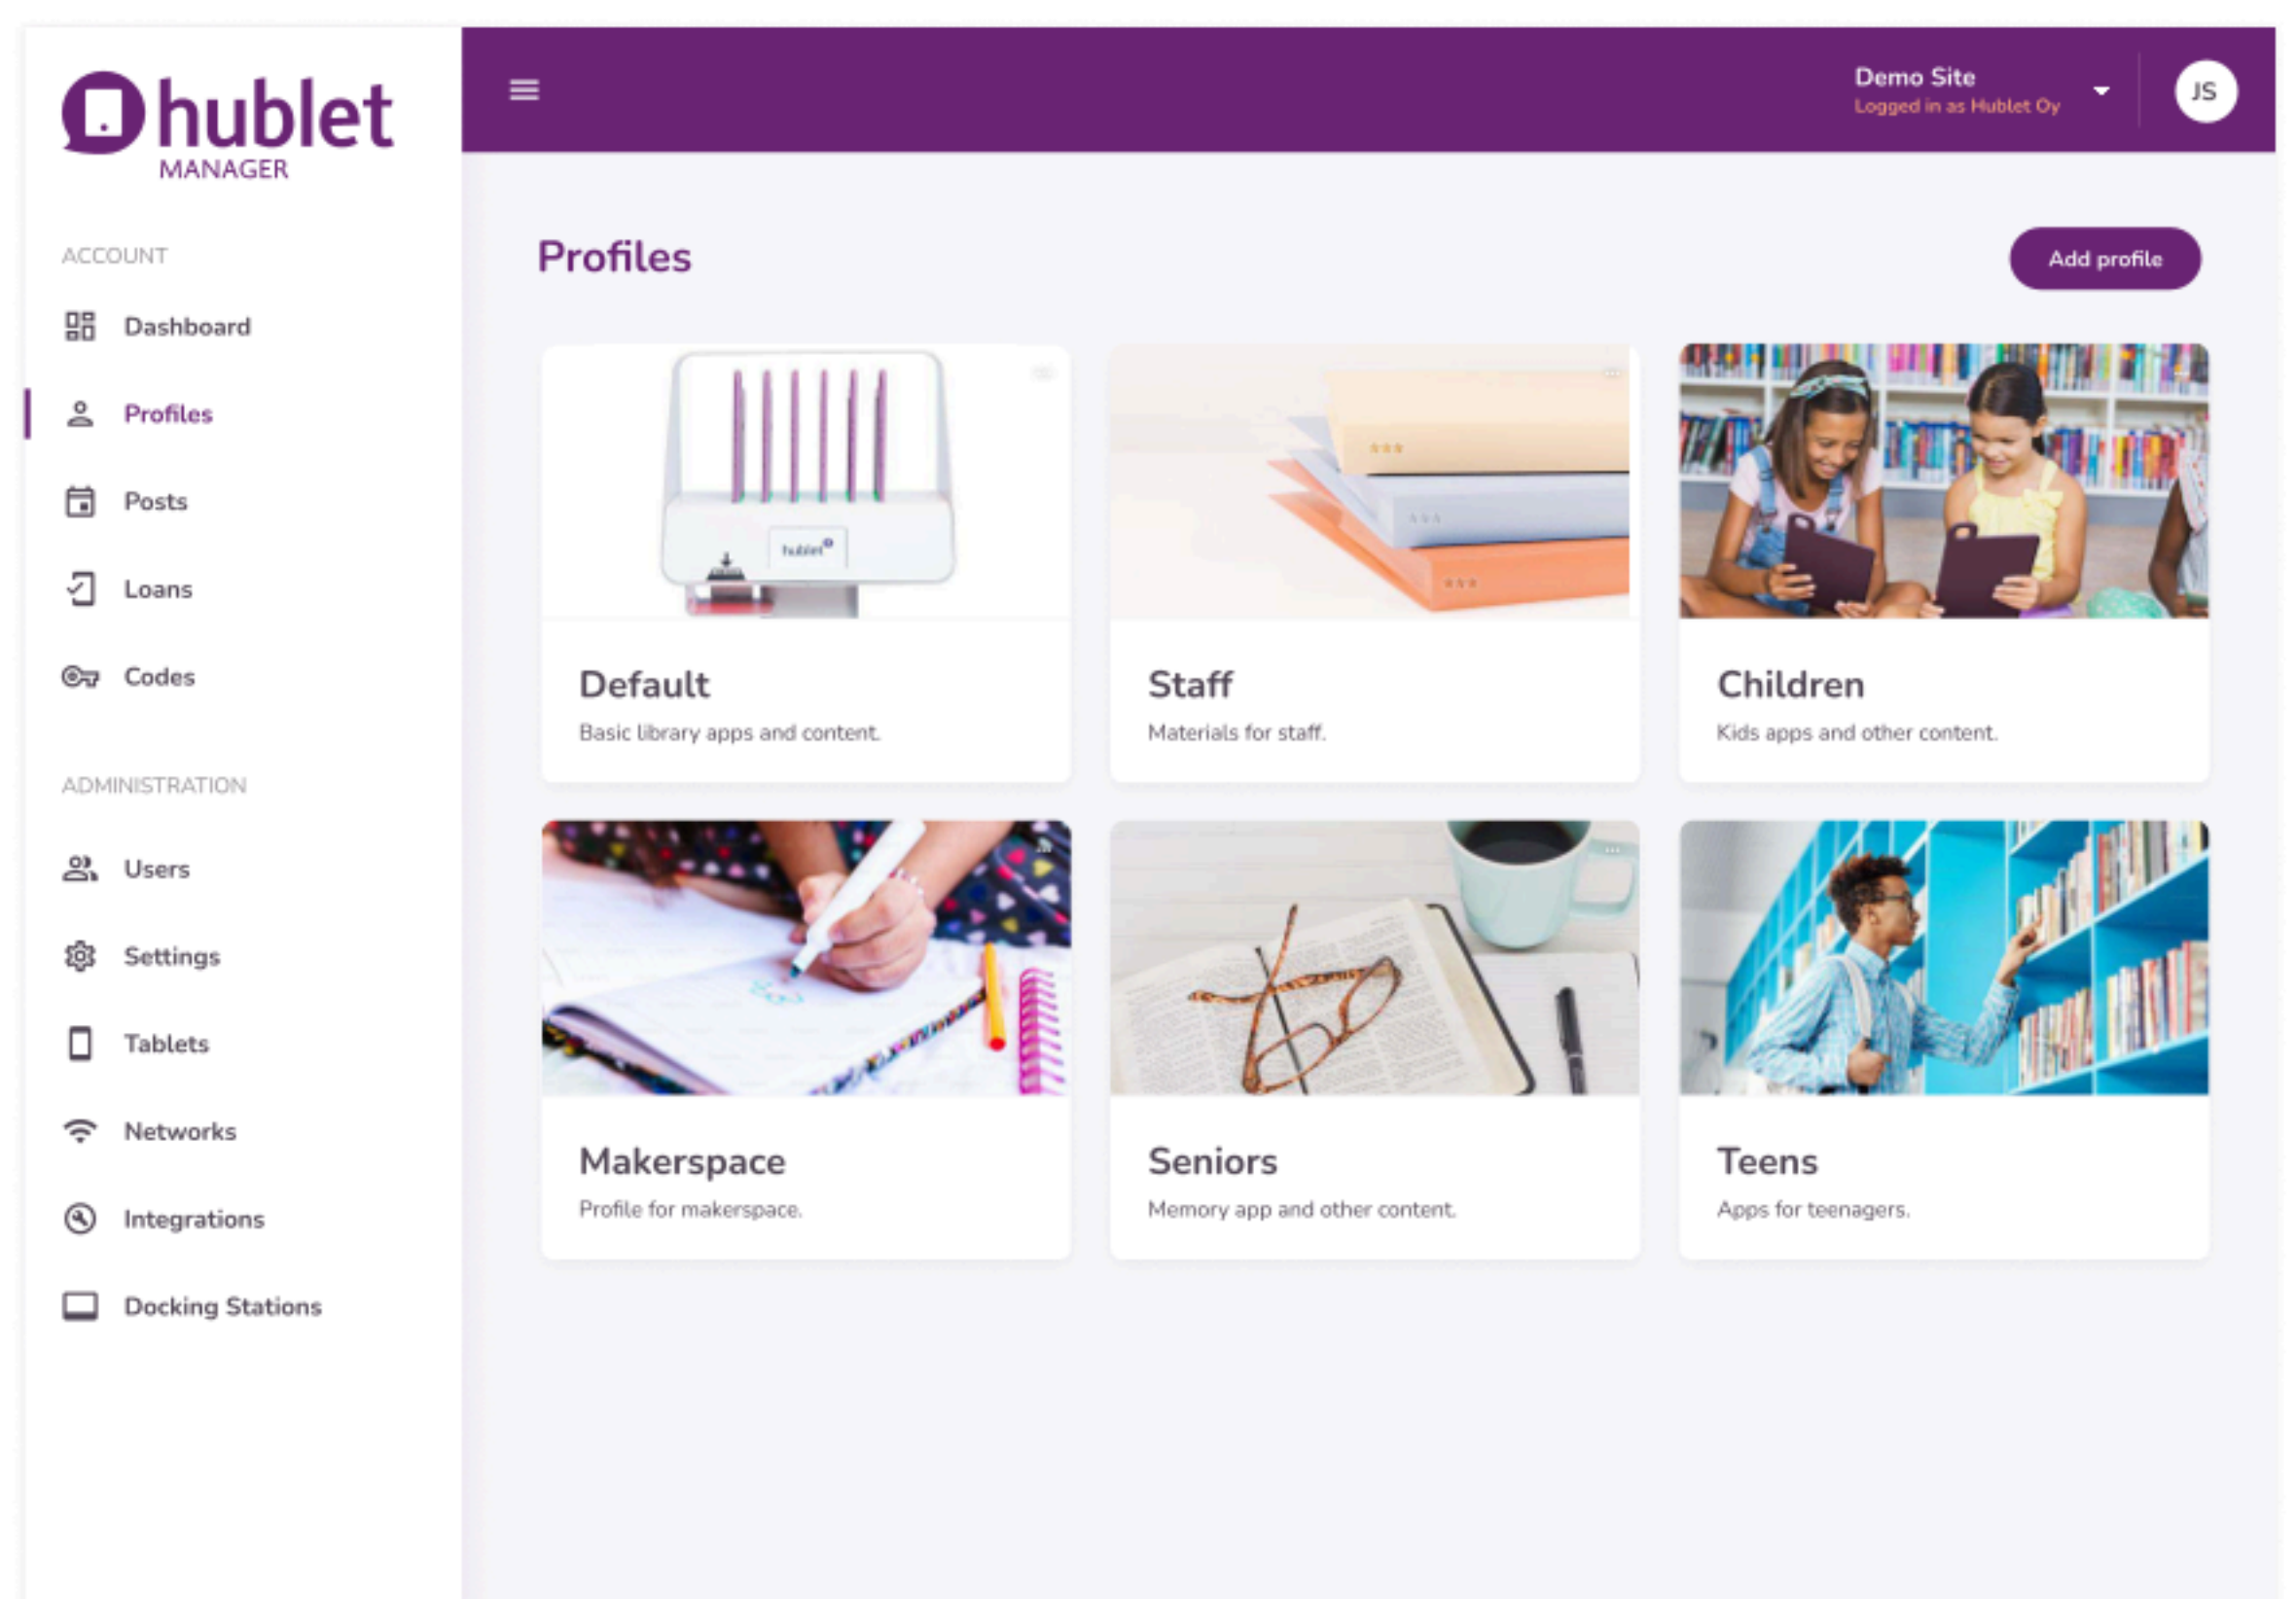 hublet
MANAGER
Demo Site
Logged in as Hublet Oy
JS
ACCOUNT
Dashboard
Profiles
Posts
Loans
Codes
ADMINISTRATION
Users
Settings
Tablets
Networks
Integrations
Docking Stations
Profiles
Add profile
hublet
Default
Basic library apps and content.
Staff
Materials for staff.
Children
Kids apps and other content.
Makerspace
Profile for makerspace.
Seniors
Memory app and other content.
Teens
Apps for teenagers.